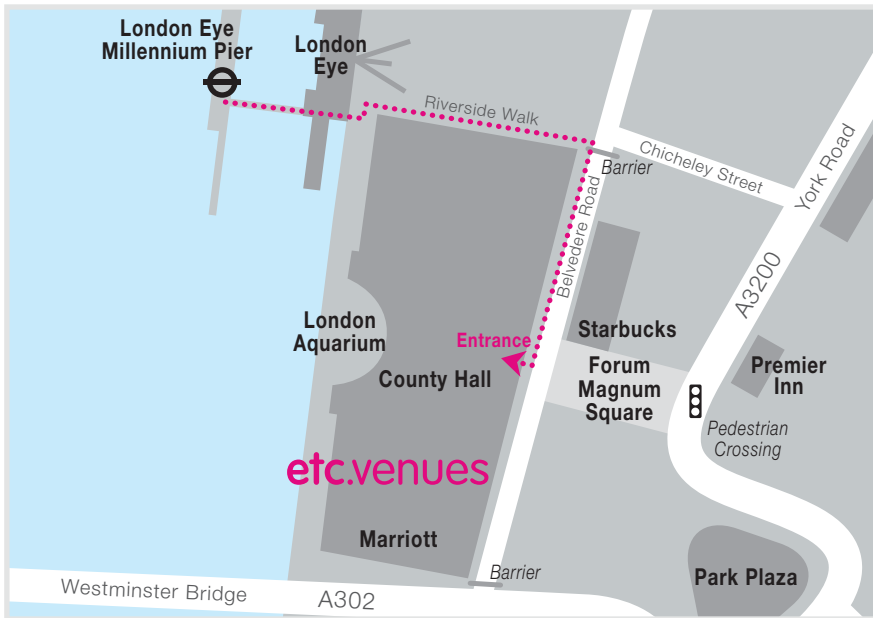 London Eye
Millennium Pier
London
Eye
Riverside Walk
Barrier
Chicheley Street
York Road
A3200
Belvedere Road
London
Aquarium
Entrance
County Hall
Starbucks
Forum
Magnum
Square
Premier
Inn
Pedestrian
Crossing
etc.venues
Marriott
Barrier
Park Plaza
Westminster Bridge
A302